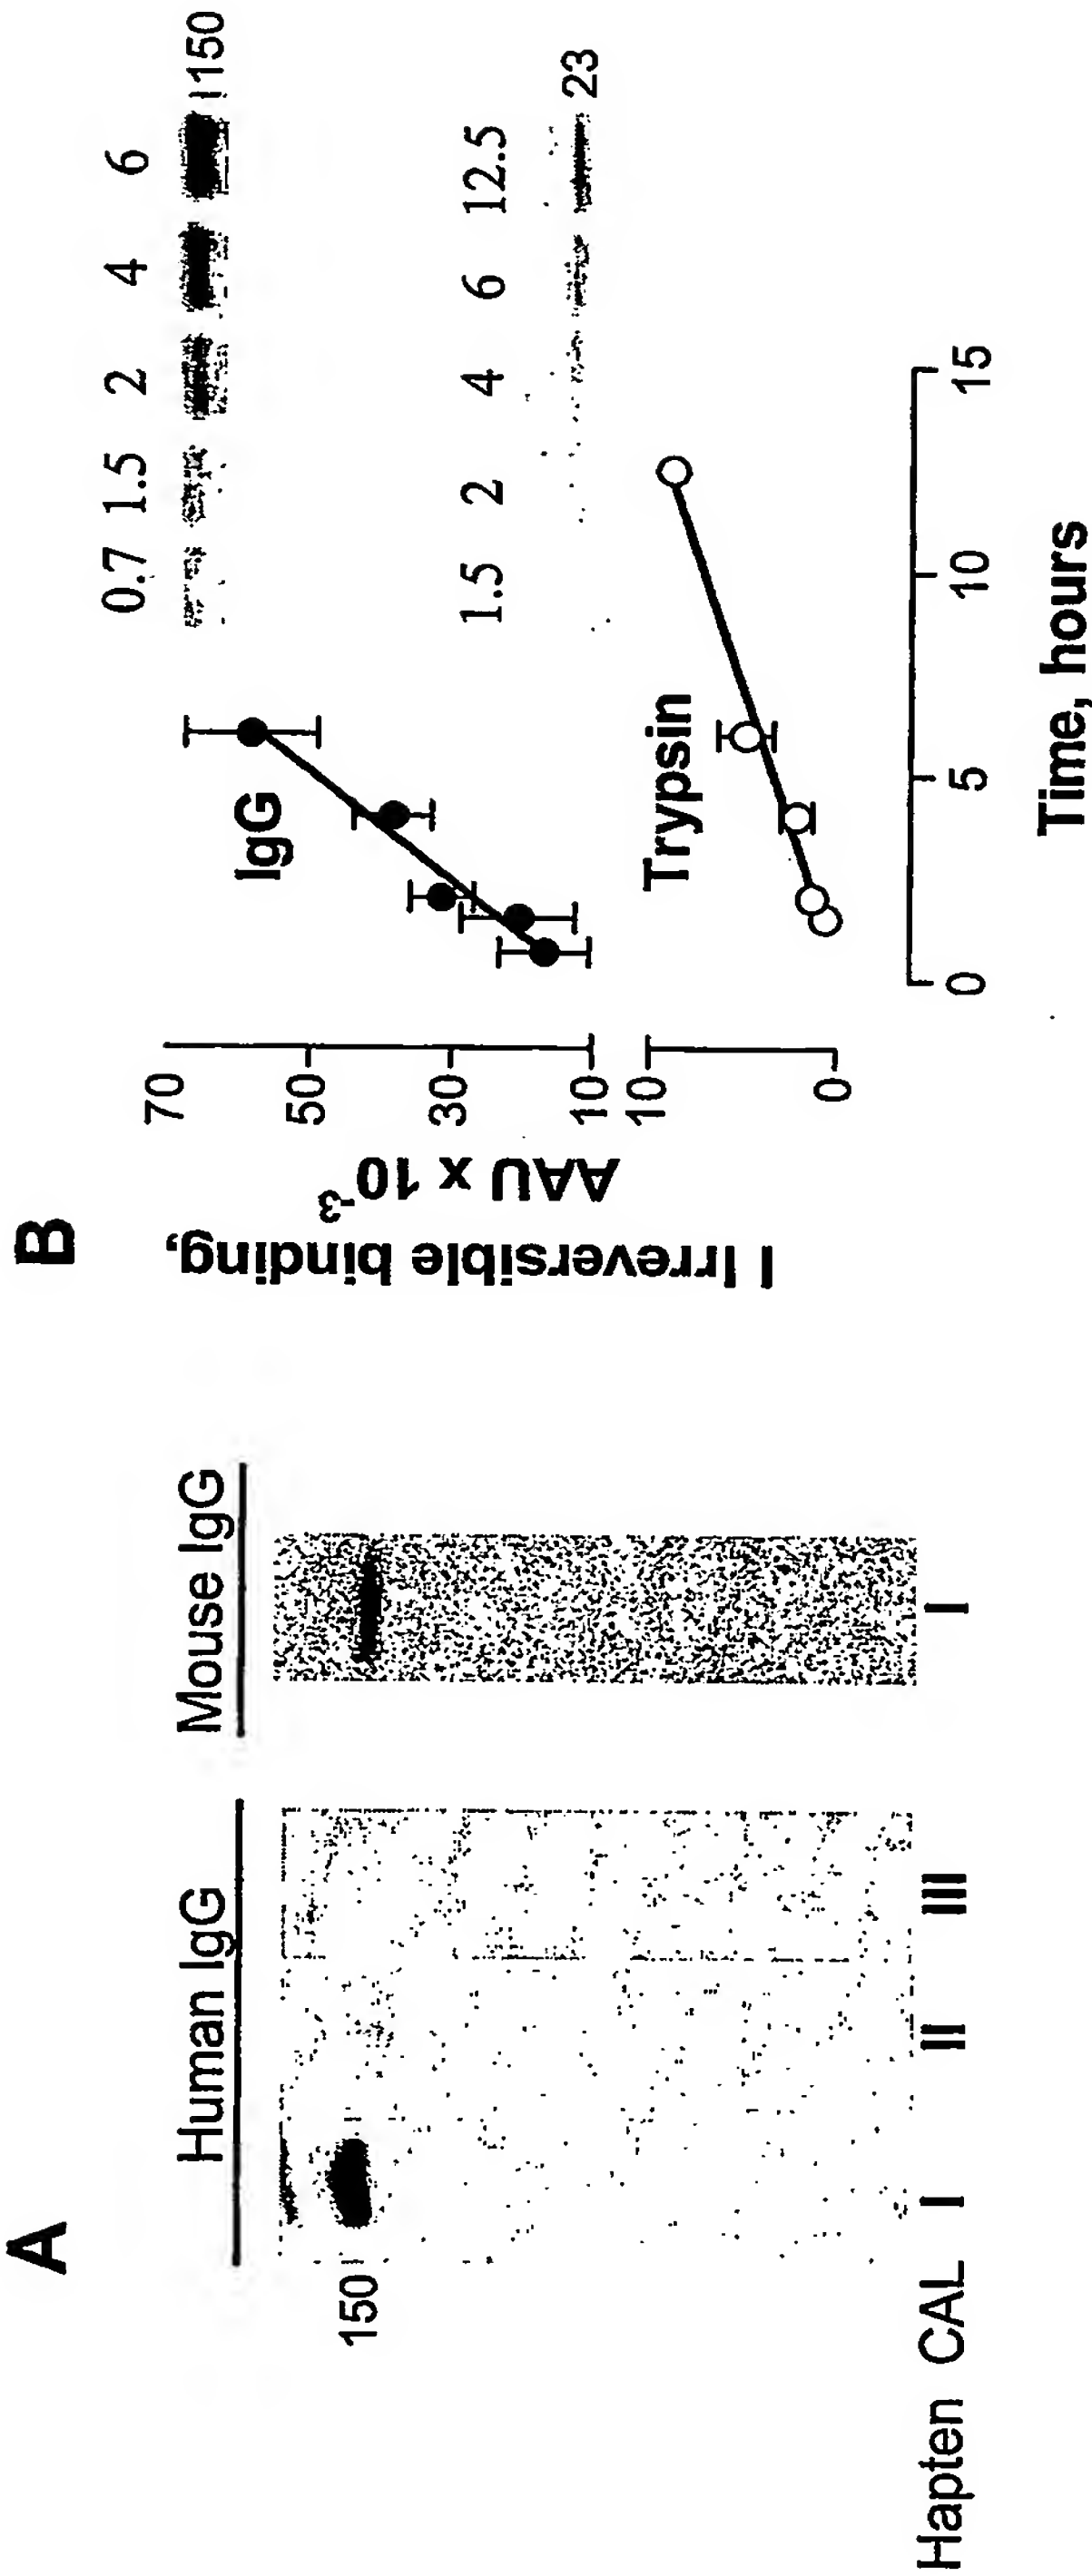 A
Human IgG
Mouse IgG
150
Hapten CAL I II III I
B
I Irreversible binding,
AAU x 10-3
70
50
30
10
10
0
IgG
0.7 1.5 2 4 6
150
Trypsin
1.5 2 4 6 12.5
23
0 5 10 15
Time, hours